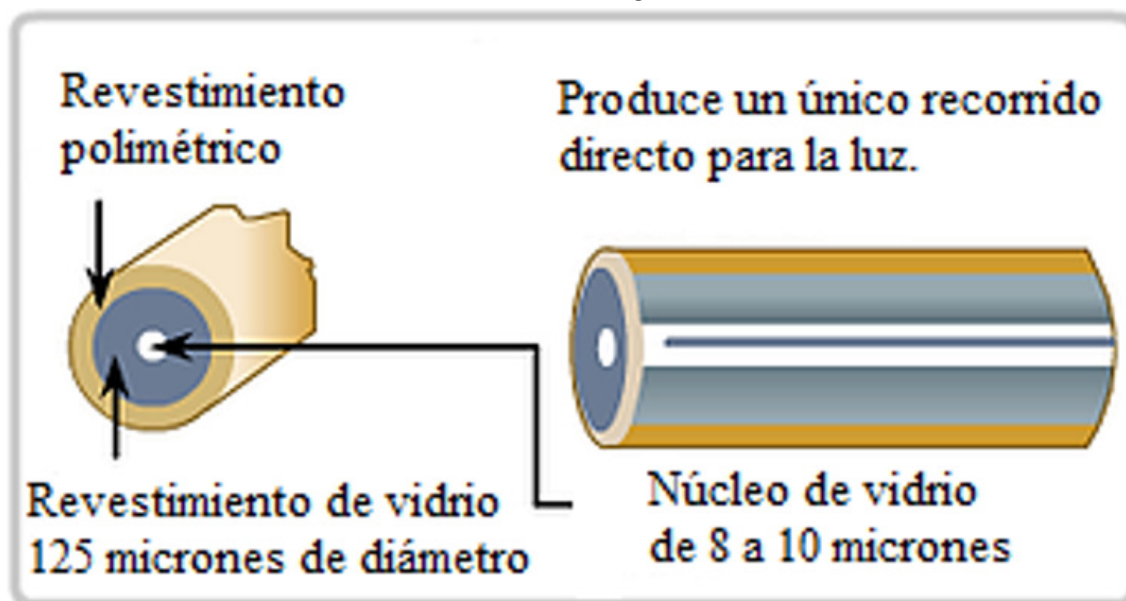 Revestimiento
polimétrico
Produce un único recorrido
directo para la luz.
Revestimiento de vidrio
125 micrones de diámetro
Núcleo de vidrio
de 8 a 10 micrones